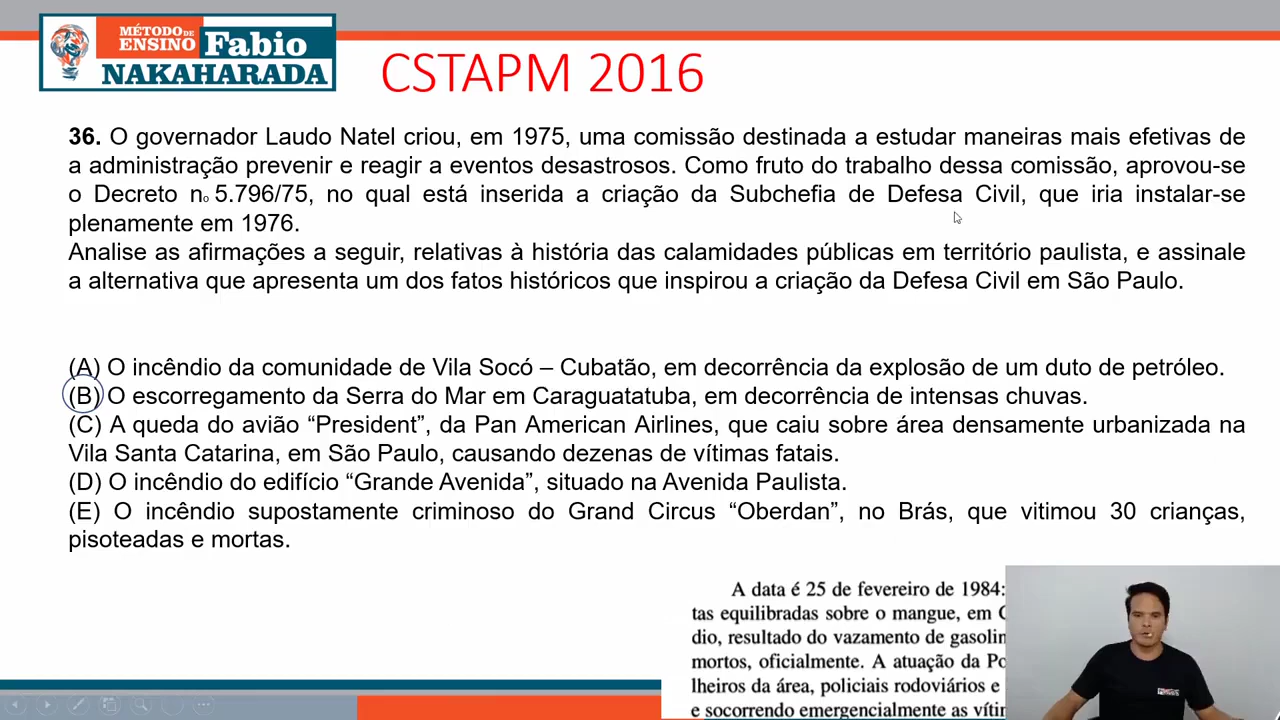 MÉTODO DE
ENSINO Fabio
NAKAHARADA
CSTAPM 2016
36. O governador Laudo Natel criou, em 1975, uma comissão destinada a estudar maneiras mais efetivas de
a administração prevenir e reagir a eventos desastrosos. Como fruto do trabalho dessa comissão, aprovou-se
o Decreto no 5.796/75, no qual está inserida a criação da Subchefia de Defesa Civil, que iria instalar-se
plenamente em 1976.
Analise as afirmações a seguir, relativas à história das calamidades públicas em território paulista, e assinale
a alternativa que apresenta um dos fatos históricos que inspirou a criação da Defesa Civil em São Paulo.
(A) O incêndio da comunidade de Vila Socó – Cubatão, em decorrência da explosão de um duto de petróleo.
(B) O escorregamento da Serra do Mar em Caraguatatuba, em decorrência de intensas chuvas.
(C) A queda do avião “President”, da Pan American Airlines, que caiu sobre área densamente urbanizada na
Vila Santa Catarina, em São Paulo, causando dezenas de vítimas fatais.
(D) O incêndio do edifício “Grande Avenida”, situado na Avenida Paulista.
(E) O incêndio supostamente criminoso do Grand Circus “Oberdan”, no Brás, que vitimou 30 crianças,
pisoteadas e mortas.
A data é 25 de fevereiro de 1984:
tas equilibradas sobre o mangue, em
dio, resultado do vazamento de gasolin
mortos, oficialmente. A atuação da Po
lheiros da área, policiais rodoviários e
e socorrendo emergencialmente as vítin